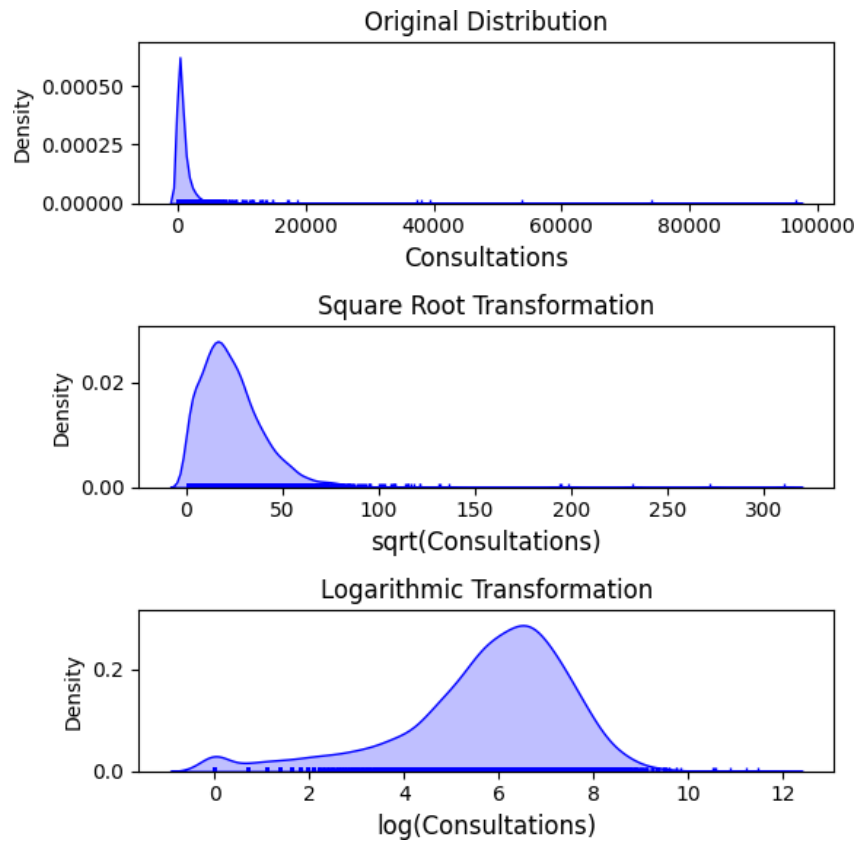 Original Distribution
0.00050
0.00025
0.00000
Density
0 20000 40000 60000 80000 100000
Consultations
Square Root Transformation
0.02
0.00
Density
0 50 100 150 200 250 300
sqrt(Consultations)
Logarithmic Transformation
0.2
0.0
Density
0 2 4 6 8 10 12
log(Consultations)